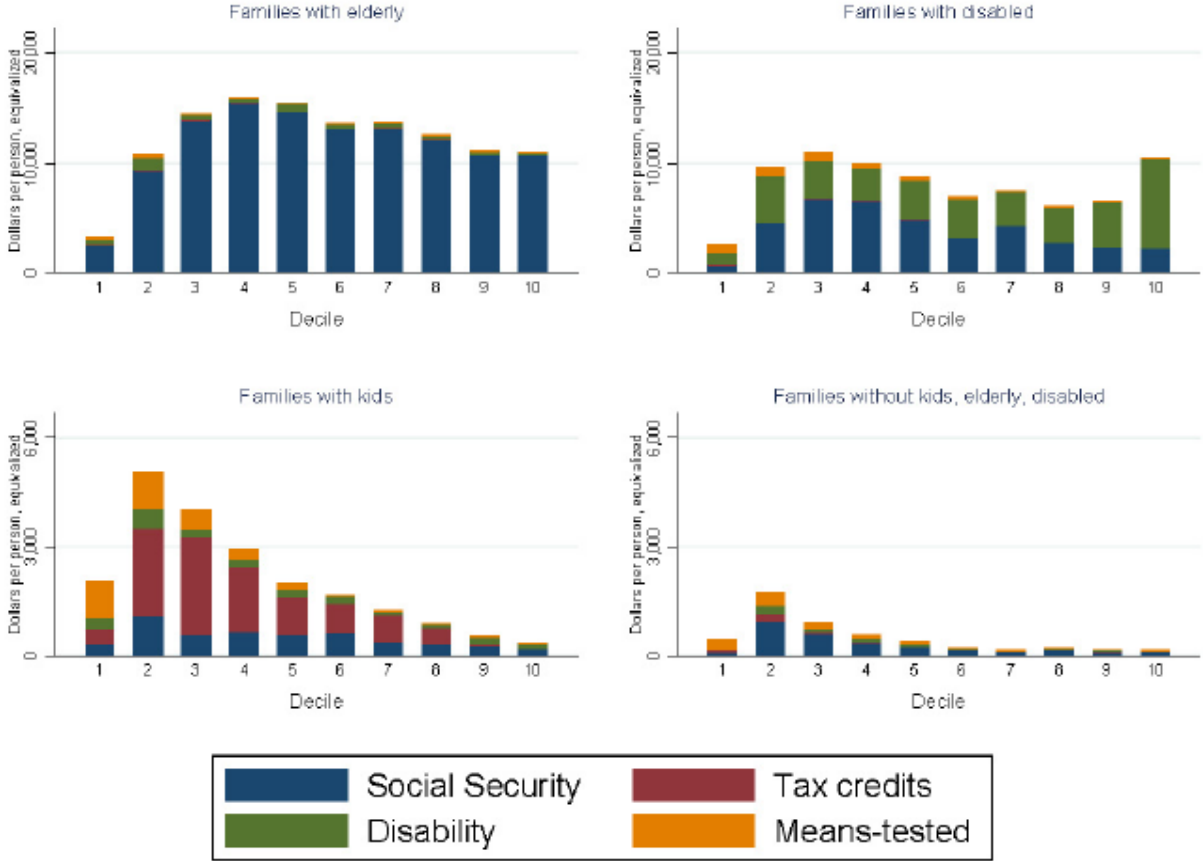 Families with elderly
Dollars per person, equivalized
20,000
10,000
0
1 2 3 4 5 6 7 8 9 10
Decile
Families with disabled
Dollars per person, equivalized
20,000
10,000
0
1 2 3 4 5 6 7 8 9 10
Decile
Families with kids
Dollars per person, equivalized
6,000
3,000
0
1 2 3 4 5 6 7 8 9 10
Decile
Families without kids, elderly, disabled
Dollars per person, equivalized
6,000
3,000
0
1 2 3 4 5 6 7 8 9 10
Decile
Social Security
Tax credits
Disability
Means-tested